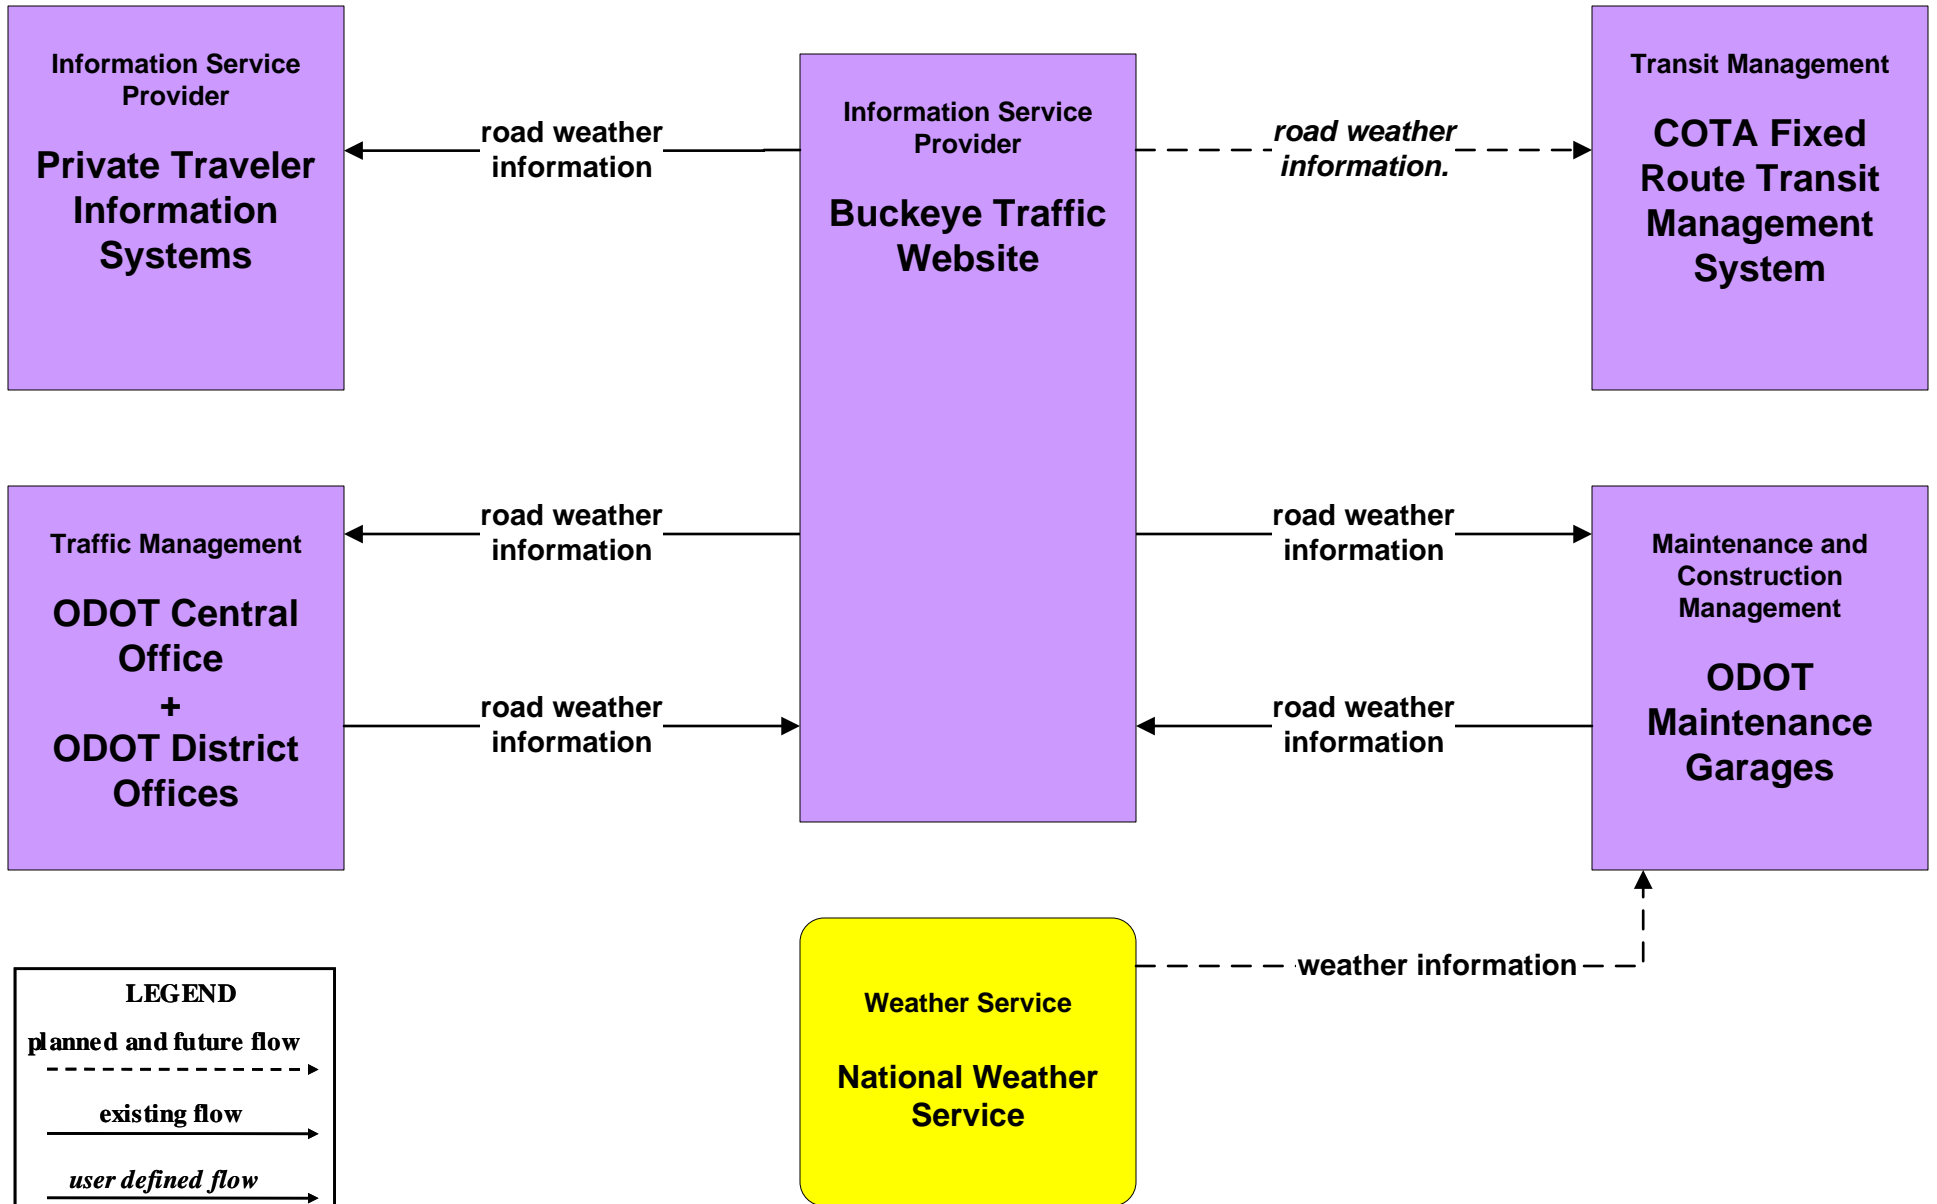 Information Service
Provider
Private Traveler
Information
Systems
road weather
information
Information Service
Provider
Buckeye Traffic
Website
road weather
information.
Transit Management
COTA Fixed
Route Transit
Management
System
Traffic Management
ODOT Central
Office
+
ODOT District
Offices
road weather
information
road weather
information
road weather
information
road weather
information
Maintenance and
Construction
Management
ODOT
Maintenance
Garages
weather information
Weather Service
National Weather
Service
LEGEND
planned and future flow
existing flow
user defined flow